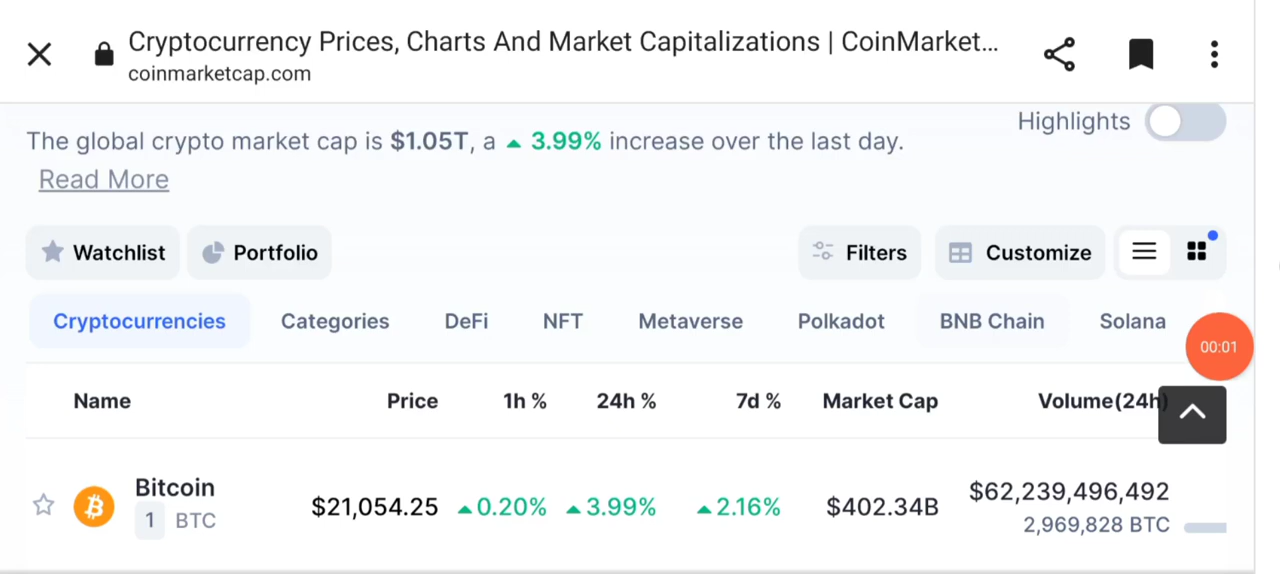 Cryptocurrency Prices, Charts And Market Capitalizations | CoinMarket...
coinmarketcap.com
Highlights
The global crypto market cap is $1.05T, a 3.99% increase over the last day.
Read More
Watchlist Portfolio Filters Customize
Cryptocurrencies Categories DeFi NFT Metaverse Polkadot BNB Chain Solana
00:01
Name Price 1h % 24h % 7d % Market Cap Volume(24h)
Bitcoin
1 BTC $21,054.25 0.20% 3.99% 2.16% $402.34B $62,239,496,492
2,969,828 BTC